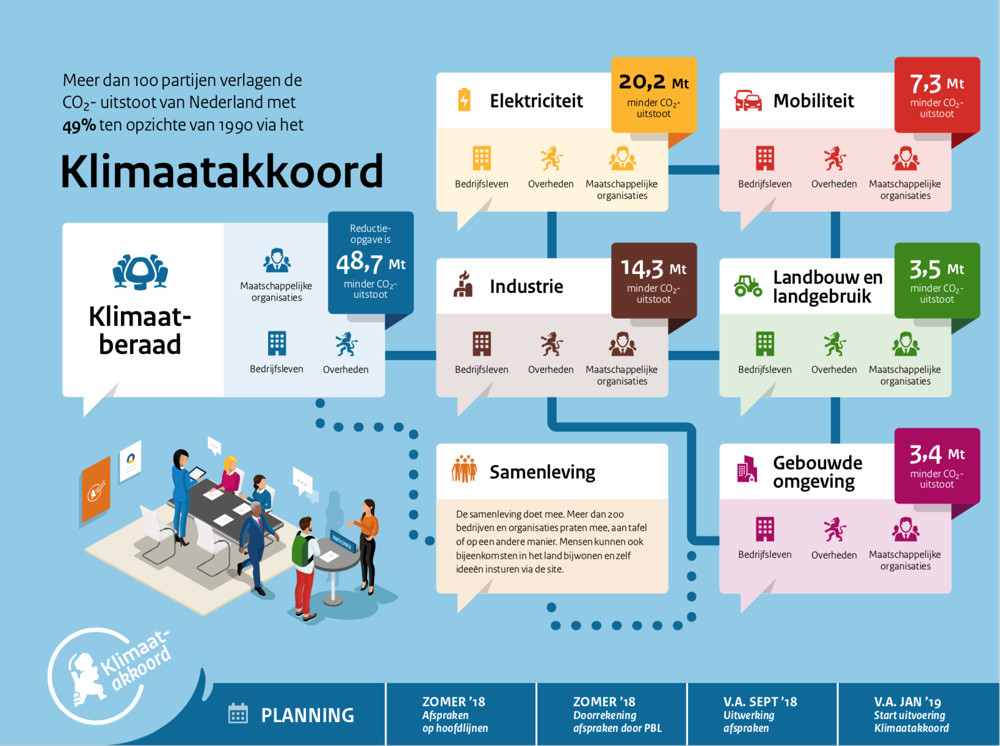 Meer dan 100 partijen verlagen de
CO₂- uitstoot van Nederland met
49% ten opzichte van 1990 via het
Klimaatakkoord
Klimaat-
beraad
Maatschappelijke
organisaties
Bedrijfsleven
Overheden
Reductie-
opgave is
48,7 Mt
minder CO₂-
uitstoot
Elektriciteit
20,2 Mt
minder CO₂-
uitstoot
Bedrijfsleven
Overheden
Maatschappelijke
organisaties
Mobiliteit
7,3 Mt
minder CO₂-
uitstoot
Bedrijfsleven
Overheden
Maatschappelijke
organisaties
Industrie
14,3 Mt
minder CO₂-
uitstoot
Bedrijfsleven
Overheden
Maatschappelijke
organisaties
Landbouw en
landgebruik
3,5 Mt
minder CO₂-
uitstoot
Bedrijfsleven
Overheden
Maatschappelijke
organisaties
Samenleving
De samenleving doet mee. Meer dan 200
bedrijven en organisaties praten mee, aan tafel
of op een andere manier. Mensen kunnen ook
bijeenkomsten in het land bijwonen en zelf
ideeën insturen via de site.
Gebouwde
omgeving
3,4 Mt
minder CO₂-
uitstoot
Bedrijfsleven
Overheden
Maatschappelijke
organisaties
PARTICIPATIE
Klimaat-
akkoord
PLANNING
ZOMER ’18
Afspraken
op hoofdlijnen
ZOMER ’18
Doorrekening
afspraken door PBL
V.A. SEPT ’18
Uitwerking
afspraken
V.A. JAN ’19
Start uitvoering
Klimaatakkoord